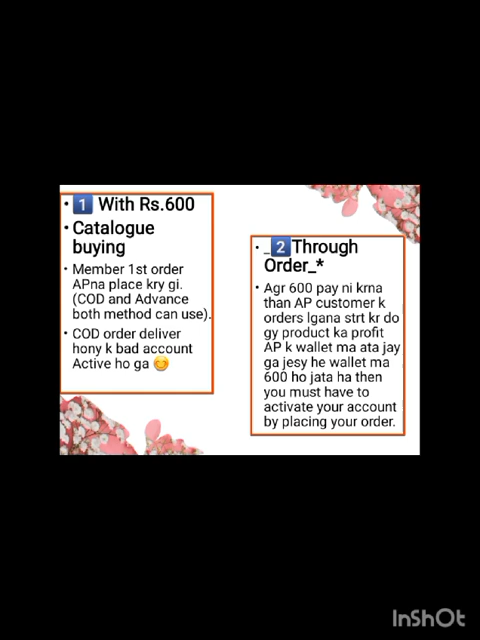 • 1️⃣ With Rs.600
• Catalogue
buying
• Member 1st order
APna place kry gi.
(COD and Advance
both method can use).
• COD order deliver
hony k bad account
Active ho ga 😊
• _2️⃣Through
Order_*
• Agr 600 pay ni krna
than AP customer k
orders lgana strt kr do
gy product ka profit
AP k wallet ma ata jay
ga jesy he wallet ma
600 ho jata ha then
you must have to
activate your account
by placing your order.
InShOt